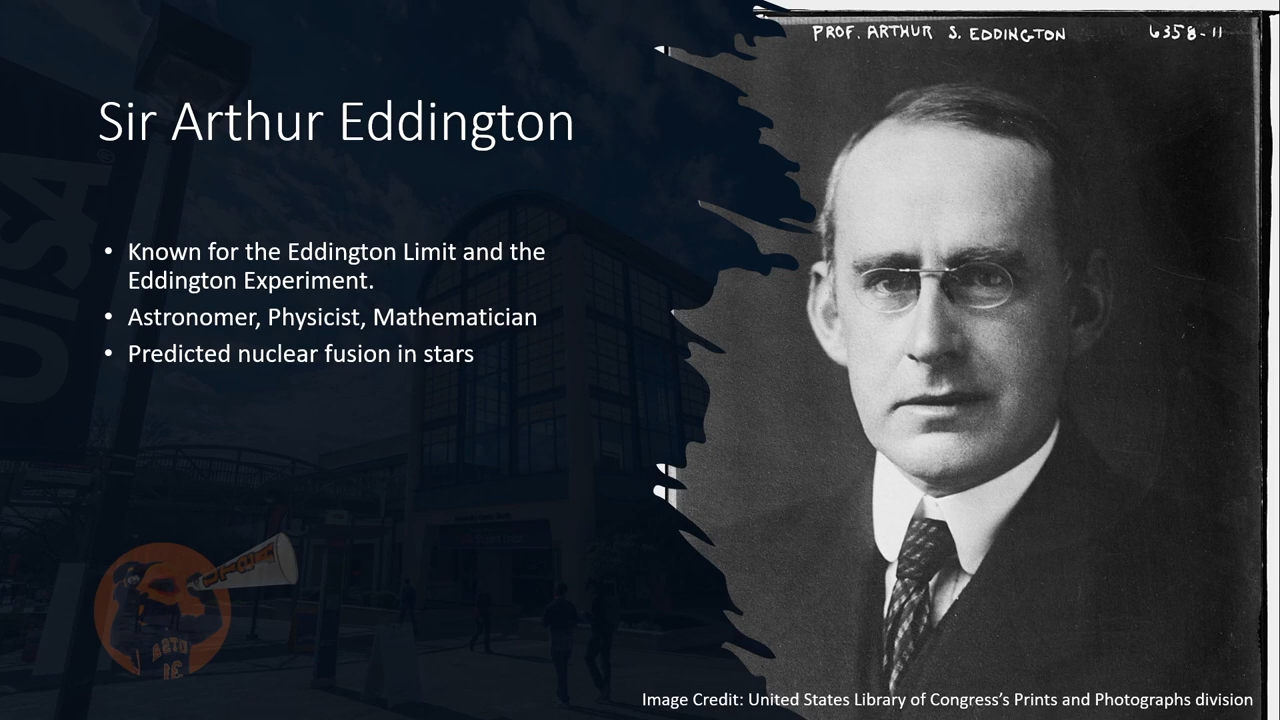 PROF. ARTHUR S. EDDINGTON 6358-11
Sir Arthur Eddington
• Known for the Eddington Limit and the
Eddington Experiment.
• Astronomer, Physicist, Mathematician
• Predicted nuclear fusion in stars
UTSA
Image Credit: United States Library of Congress's Prints and Photographs division